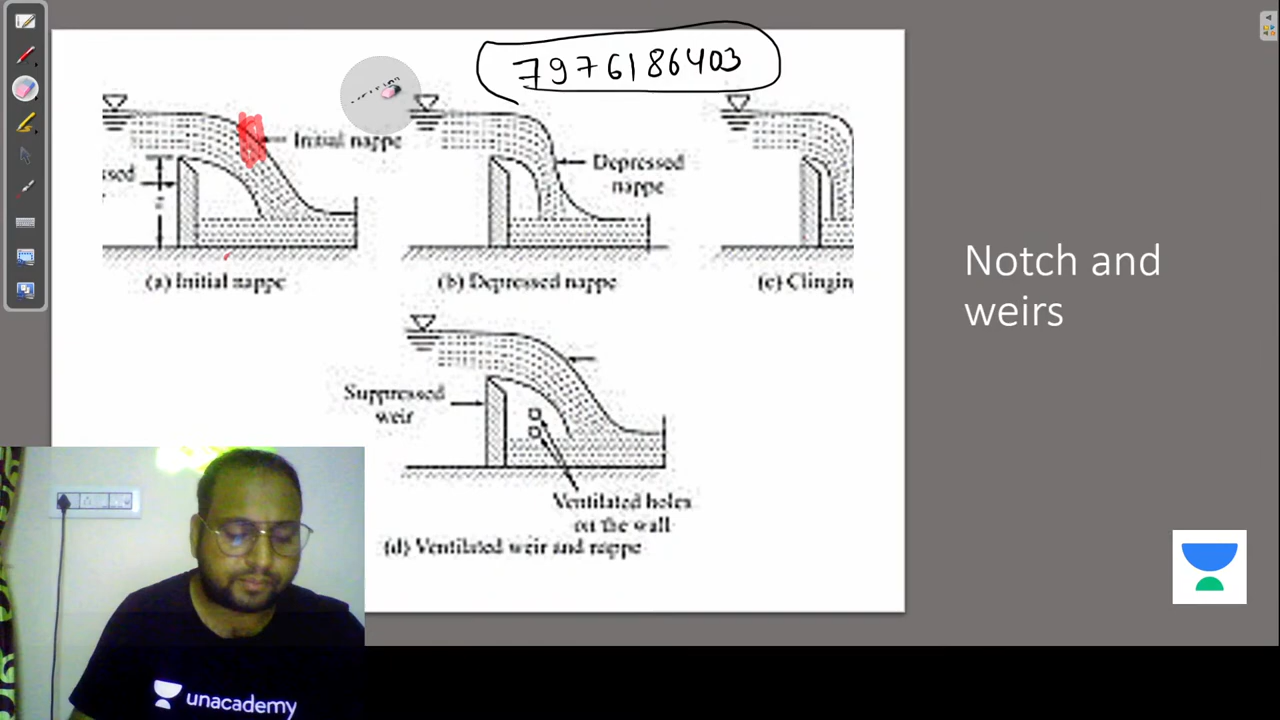 7976186403
Initial nappe
ssed
Depressed
nappe
(a) Initial nappe
(b) Depressed nappe
(c) Clingin
Suppressed
weir
Ventilated holes
on the wall
(d) Ventilated weir and nappe
Notch and
weirs
unacademy